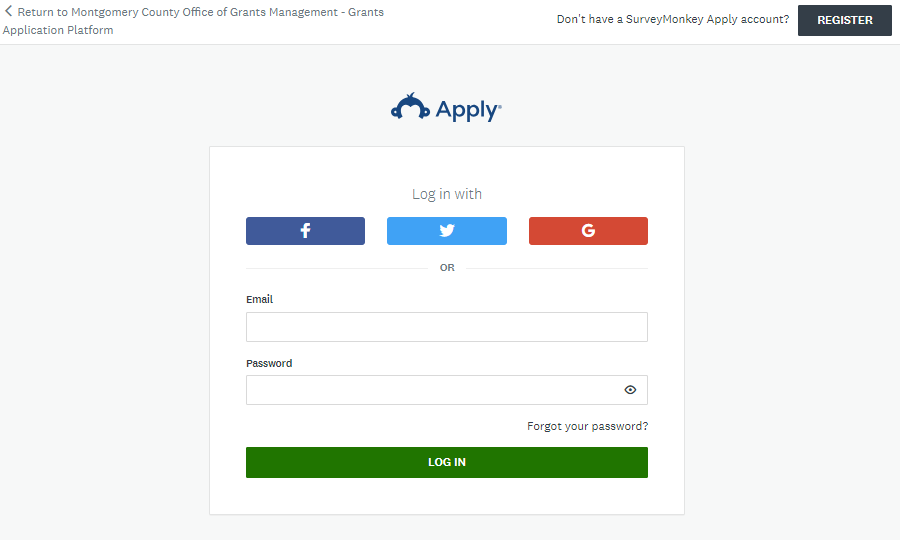 Return to Montgomery County Office of Grants Management - Grants
Application Platform
Don't have a SurveyMonkey Apply account?
REGISTER
Apply®
Log in with
OR
Email
Password
Forgot your password?
LOG IN